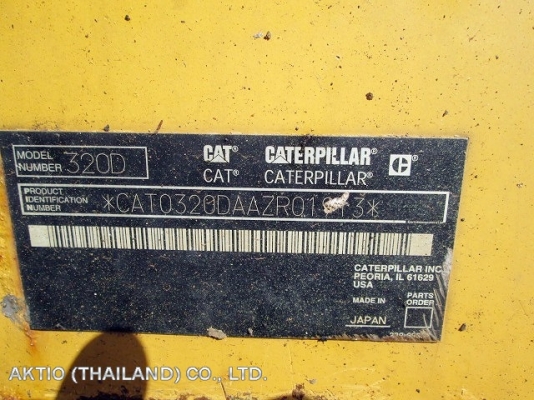 MODEL NUMBER 320D CAT® CATERPILLAR®
CAT® CATERPILLAR®
PRODUCT
IDENTIFICATION
NUMBER
CATERPILLAR INC.
PEORIA, IL 61629
USA
MADE IN
JAPAN
PARTS
ORDER
AKTIO (THAILAND) CO., LTD.